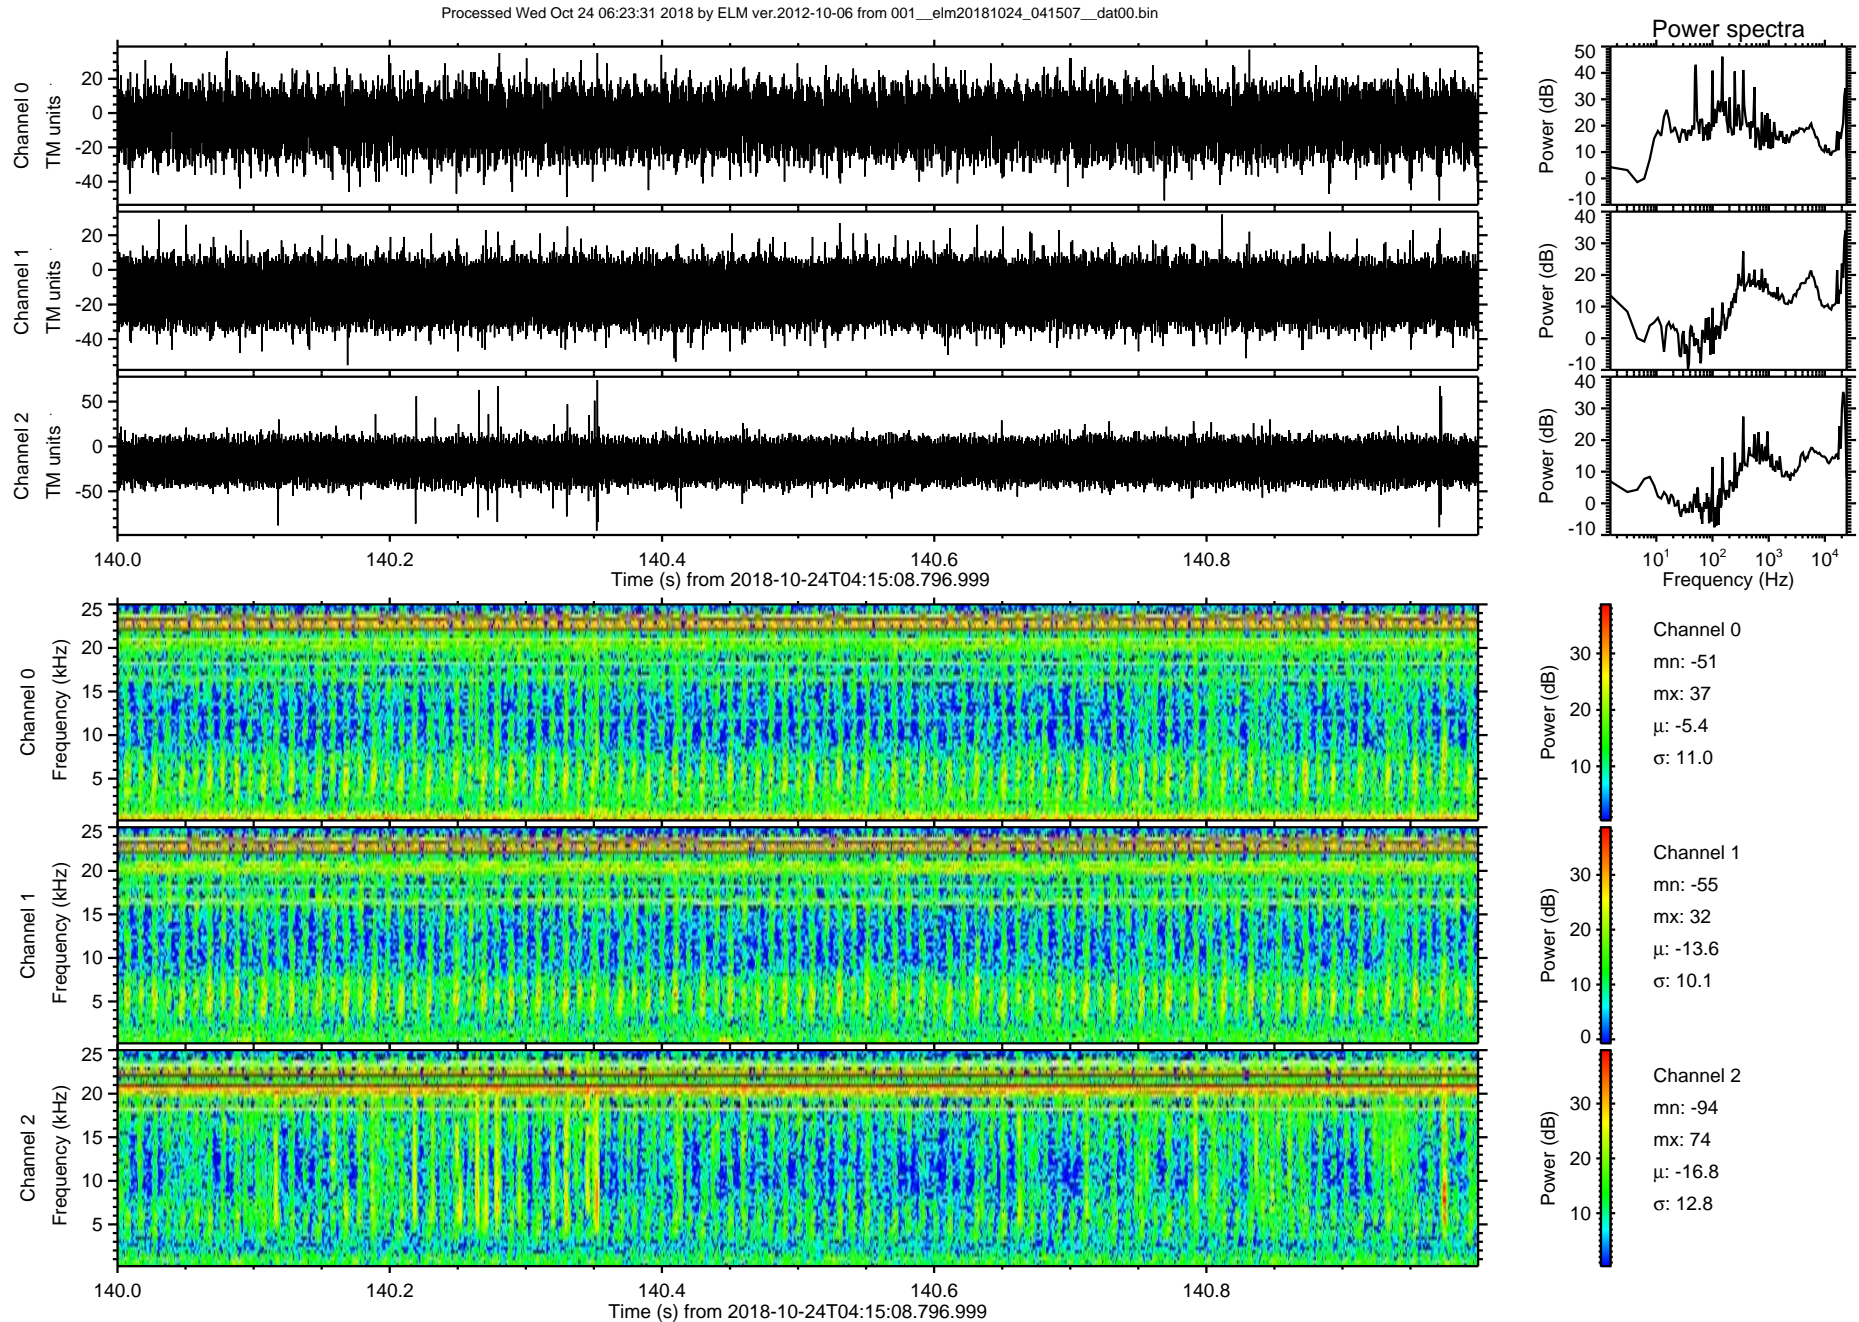 Processed Wed Oct 24 06:23:31 2018 by ELM ver.2012-10-06 from 001__elm20181024_041507__dat00.bin
Power spectra
Channel 0
TM units
20
0
-20
-40
Power (dB)
50
40
30
20
10
0
-10
Channel 1
TM units
20
0
-20
-40
Power (dB)
40
30
20
10
0
-10
Channel 2
TM units
50
0
-50
Power (dB)
40
30
20
10
0
-10
140.0 140.2 140.4 140.6 140.8
Time (s) from 2018-10-24T04:15:08.796.999
10^1 10^2 10^3 10^4
Frequency (Hz)
Channel 0
Frequency (kHz)
25
20
15
10
5
Power (dB)
30
20
10
Channel 0
mn: -51
mx: 37
μ: -5.4
σ: 11.0
Channel 1
Frequency (kHz)
25
20
15
10
5
Power (dB)
30
20
10
0
Channel 1
mn: -55
mx: 32
μ: -13.6
σ: 10.1
Channel 2
Frequency (kHz)
25
20
15
10
5
Power (dB)
30
20
10
Channel 2
mn: -94
mx: 74
μ: -16.8
σ: 12.8
140.0 140.2 140.4 140.6 140.8
Time (s) from 2018-10-24T04:15:08.796.999